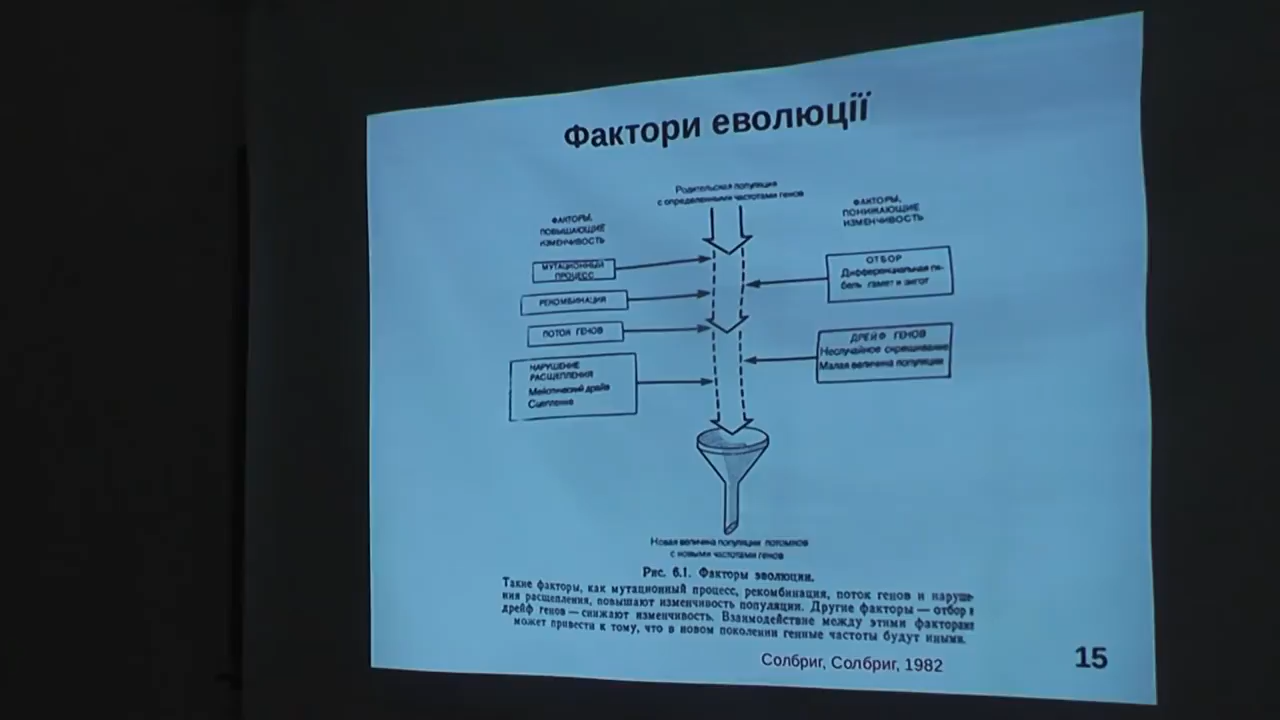 Фактори еволюції
Родительская популяция
с определенными частотами генов
ФАКТОРЫ,
ПОВЫШАЮЩИЕ
ИЗМЕНЧИВОСТЬ
ФАКТОРЫ,
ПОНИЖАЮЩИЕ
ИЗМЕНЧИВОСТЬ
МУТАЦИОННЫЙ
ПРОЦЕСС
РЕКОМБИНАЦИЯ
ПОТОК ГЕНОВ
НАРУШЕНИЕ
РАСЩЕПЛЕНИЯ
Мейотический драйв
Сцепление
ОТБОР
Дифференциальная ги-
бель гамет и зигот
ДРЕЙФ ГЕНОВ
Неслучайное скрещивание
Малая величина популяции
Новая величина популяции потомков
с новыми частотами генов
Рис. 6.1. Факторы эволюции.
Такие факторы, как мутационный процесс, рекомбинация, поток генов и наруше-
ния расщепления, повышают изменчивость популяции. Другие факторы — отбор и
дрейф генов — снижают изменчивость. Взаимодействие между этими факторами
может привести к тому, что в новом поколении генные частоты будут иными.
Солбриг, Солбриг, 1982
15